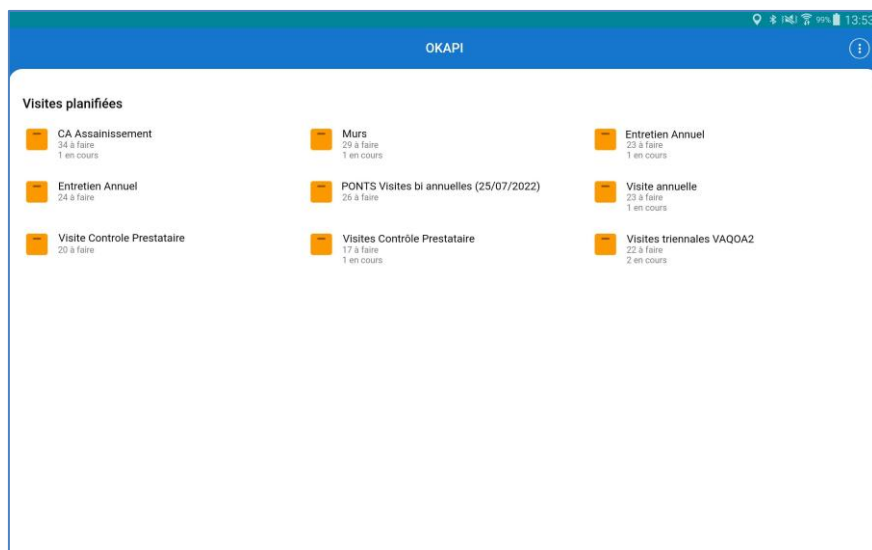 99% 13:53
OKAPI
Visites planifiées
CA Assainissement
34 à faire
1 en cours
Murs
29 à faire
1 en cours
Entretien Annuel
23 à faire
1 en cours
Entretien Annuel
24 à faire
PONTS Visites bi annuelles (25/07/2022)
26 à faire
Visite annuelle
23 à faire
1 en cours
Visite Controle Prestataire
20 à faire
Visites Contrôle Prestataire
17 à faire
1 en cours
Visites triennales VAQOA2
22 à faire
2 en cours